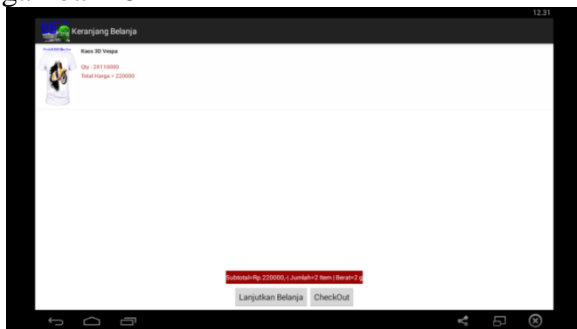 12.31
Keranjang Belanja
Kaos 3D Vespa
Qty : 2X110000
Total Harga = 220000
Subtotal=Rp.220000,-| Jumlah=2 Item | Berat=2 g
Lanjutkan Belanja
CheckOut